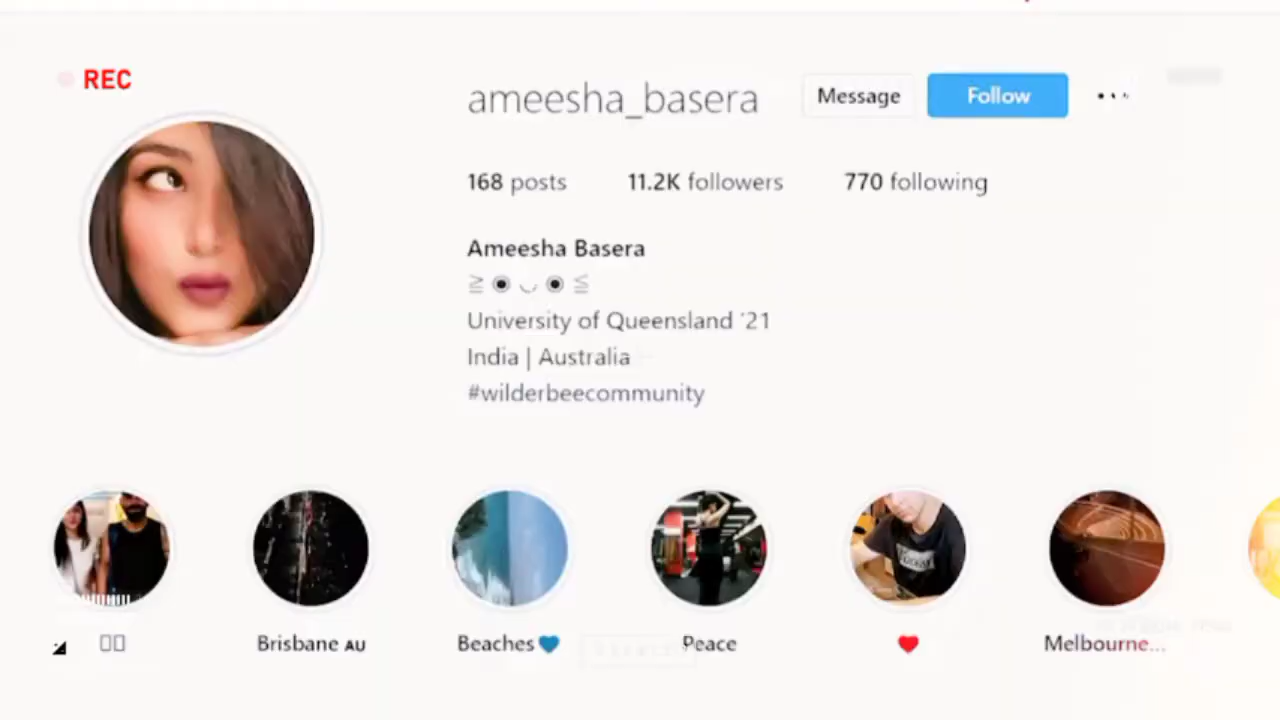 REC
ameesha_basera Message Follow
168 posts 11.2K followers 770 following
Ameesha Basera
≥ ◉ ◡ ◉ ≤
University of Queensland '21
India | Australia
#wilderbeecommunity
Brisbane AU Beaches💙 Peace ❤️ Melbourne...